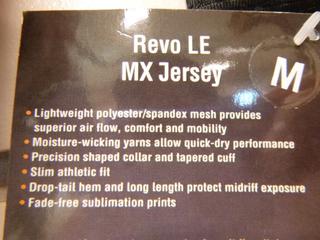 Revo LE
MX Jersey
M
• Lightweight polyester/spandex mesh provides
superior air flow, comfort and mobility
• Moisture-wicking yarns allow quick-dry performance
• Precision shaped collar and tapered cuff
• Slim athletic fit
• Drop-tail hem and long length protect midriff exposure
• Fade-free sublimation prints